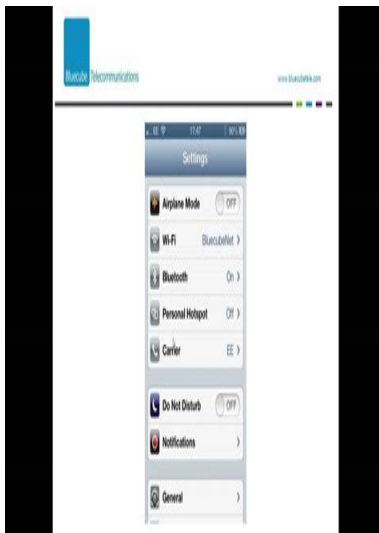 Bluecube Telecommunications
www.bluecubetele.com
EE 17:47 90%
Settings
Airplane Mode OFF
Wi-Fi BluecubeNet
Bluetooth On
Personal Hotspot Off
Carrier EE
Do Not Disturb OFF
Notifications
General